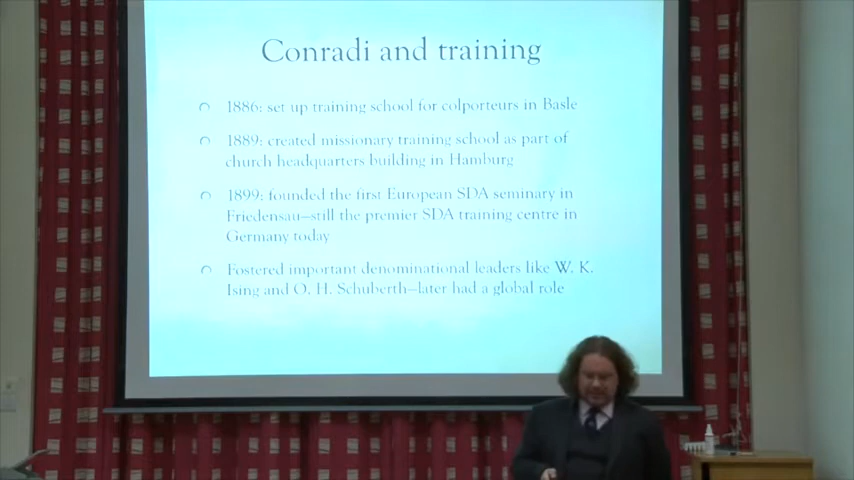 Conradi and training
1886: set up training school for colporteurs in Basle
1889: created missionary training school as part of
church headquarters building in Hamburg
1899: founded the first European SDA seminary in
Friedensau—still the premier SDA training centre in
Germany today
Fostered important denominational leaders like W. K.
Ising and O. H. Schuberth—later had a global role